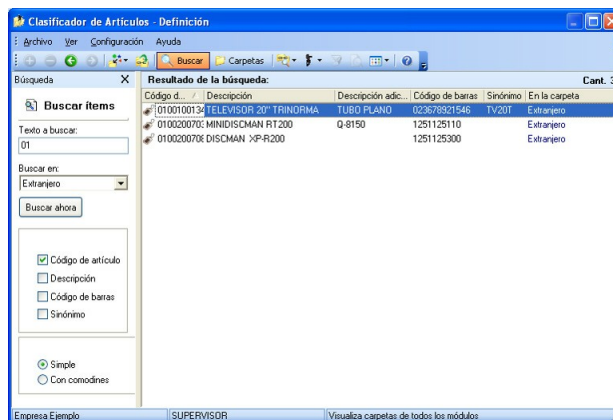 Clasificador de Artículos - Definición
Archivo Ver Configuración Ayuda
Buscar Carpetas
Búsqueda X
Resultado de la búsqueda: Cant. 3
Buscar ítems
Texto a buscar:
01
Buscar en:
Extranjero
Buscar ahora
Código de artículo
Descripción
Código de barras
Sinónimo
Simple
Con comodines
Código d... Descripción Descripción adic... Código de barras Sinónimo En la carpeta
0100100134 TELEVISOR 20" TRINORMA TUBO PLANO 023678921546 TV20T Extranjero
MINIDISCMAN RT200 Q-8150 1251125110 Extranjero
DISCMAN XP-R200 1251125300 Extranjero
Empresa Ejemplo SUPERVISOR Visualiza carpetas de todos los módulos